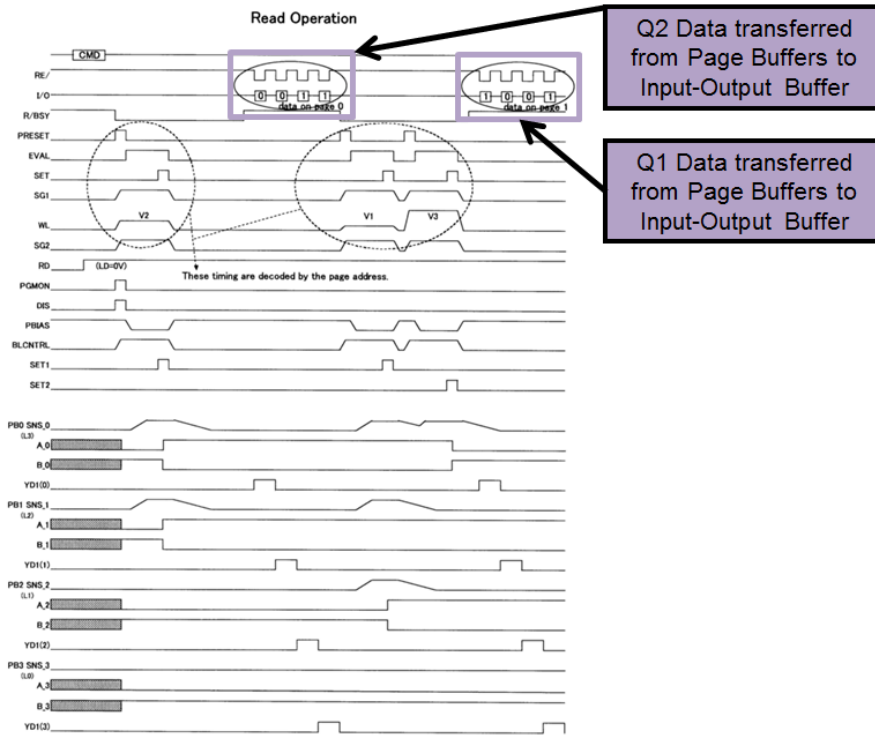 Read Operation
Q2 Data transferred
from Page Buffers to
Input-Output Buffer
Q1 Data transferred
from Page Buffers to
Input-Output Buffer
CMD
RE/
I/O
0 0 1 1
data on page 0
1 0 0 1
data on page 1
R/BSY
PRESET
EVAL
SET
SG1
V2
V1
V3
WL
SG2
RD
(LD=0V)
These timing are decoded by the page address.
PGMON
DIS
PBIAS
BLCNTRL
SET1
SET2
PB0 SNS_0
(L3)
A_0
B_0
YD1(0)
PB1 SNS_1
(L2)
A_1
B_1
YD1(1)
PB2 SNS_2
(L1)
A_2
B_2
YD1(2)
PB3 SNS_3
(L0)
A_3
B_3
YD1(3)